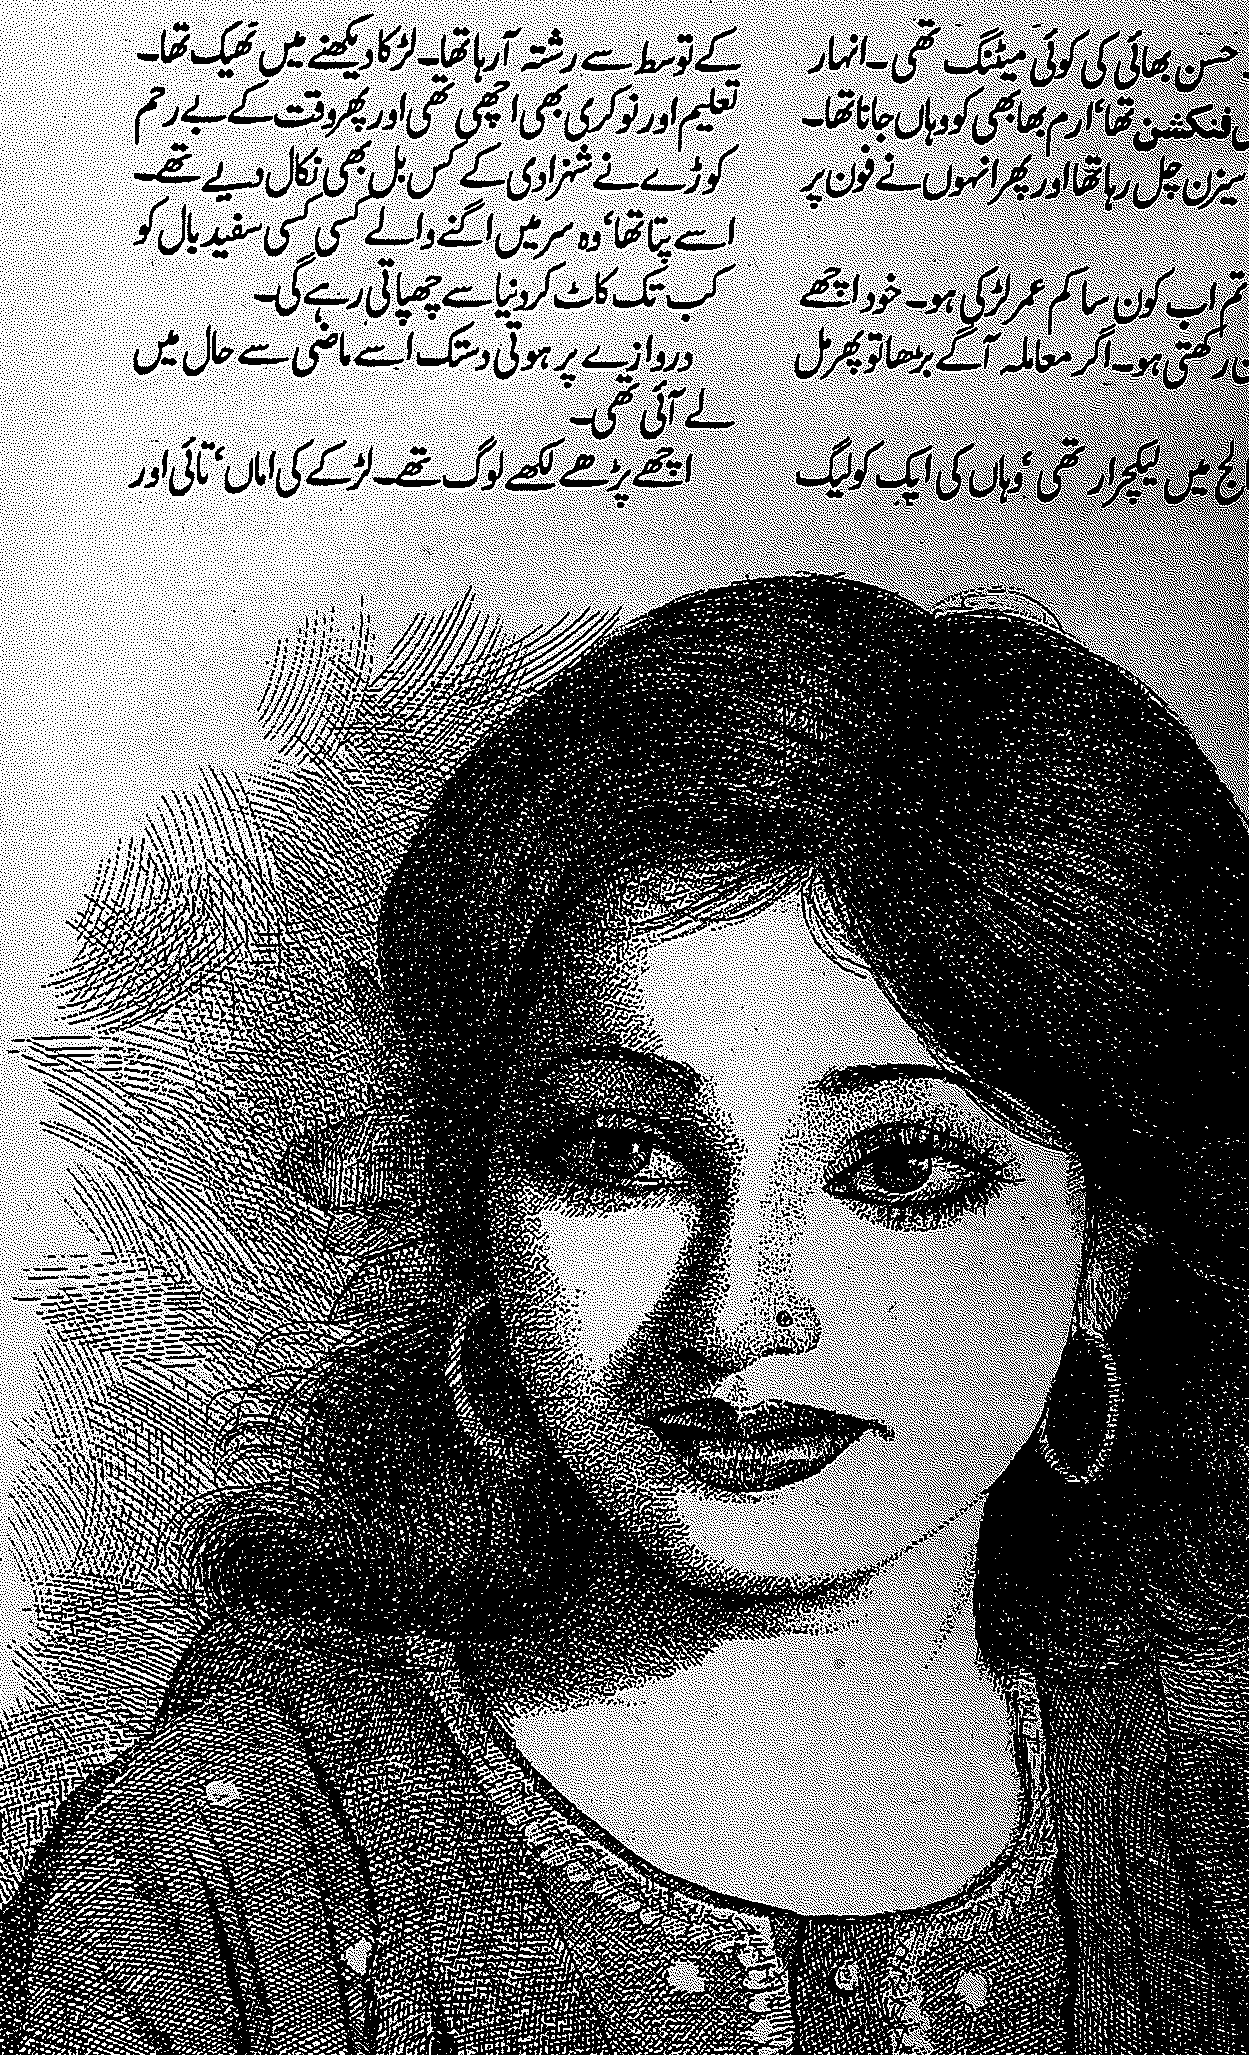 حسن بھائی کی کوئی میٹنگ تھی۔ انہار
فنکشن تھا‘ ارم بھابھی کو وہاں جانا تھا۔
سیزن چل رہا تھا اور پھر انہوں نے فون پر
تم اب کون سا کم عمر لڑکی ہو۔ خود اچھے
رکھتی ہو۔ اگر معاملہ آگے بڑھا تو پھر مل
میں لیکچرار تھی‘ وہاں کی ایک کولیگ
کے توسط سے رشتہ آرہا تھا۔ لڑکا دیکھنے میں ٹھیک تھا۔
تعلیم اور نوکری بھی اچھی تھی اور پھر وقت کے بے رحم
کوڑے نے شہزادی کے کس بل بھی نکال دیے تھے۔
اسے پتا تھا‘ وہ سر میں اگنے والے کسی کسی سفید بال کو
کب تک کاٹ کر دنیا سے چھپاتی رہے گی۔
دروازے پر ہوتی دستک اسے ماضی سے حال میں
لے آئی تھی۔
اچھے پڑھے لکھے لوگ تھے۔ لڑکے کی اماں‘ تائی اور